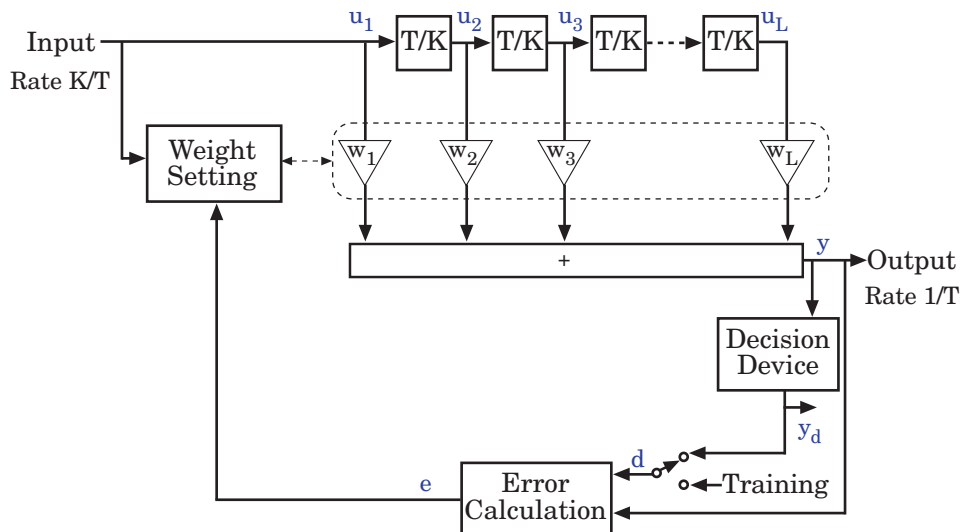 u1 u2 u3 uL
Input
Rate K/T
T/K T/K T/K T/K
Weight
Setting
w1 w2 w3 wL
+
y
Output
Rate 1/T
Decision
Device
yd
d
Training
e
Error
Calculation